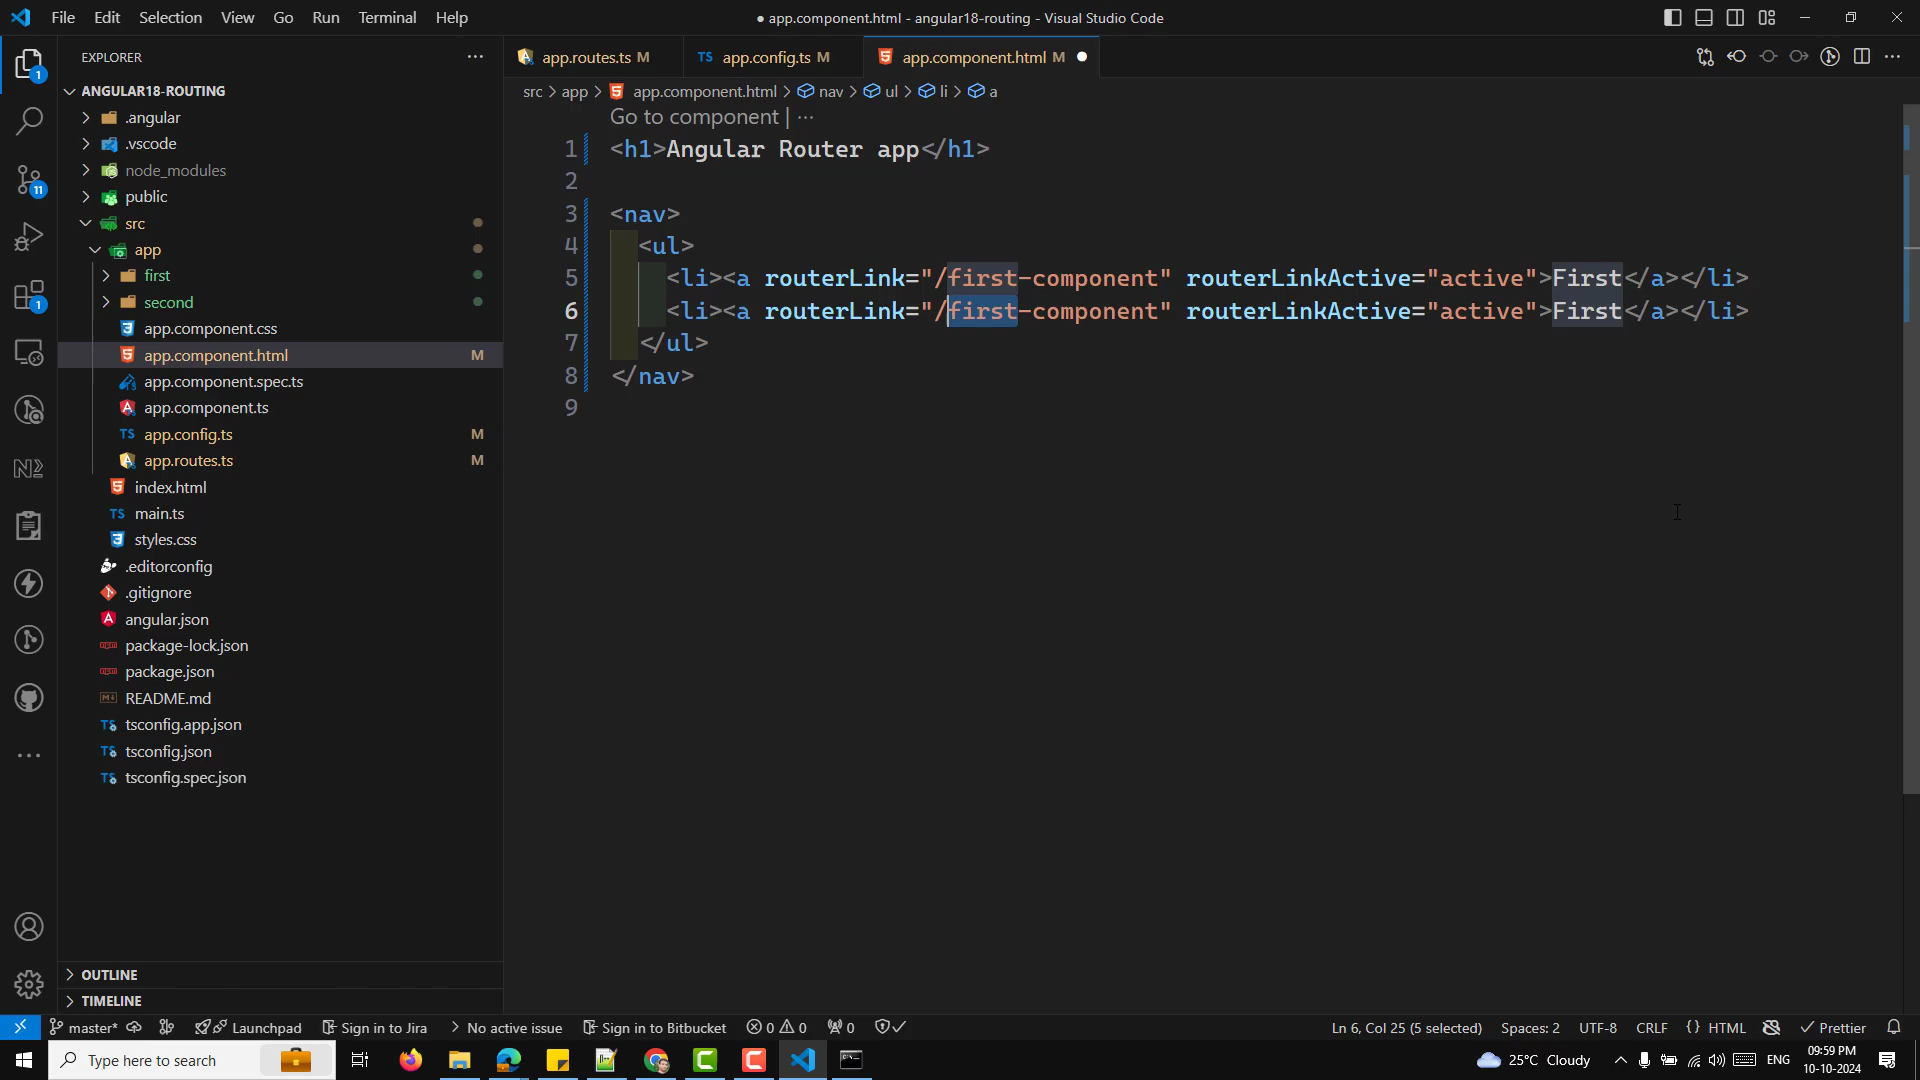 File Edit Selection View Go Run Terminal Help
● app.component.html - angular18-routing - Visual Studio Code
EXPLORER
ANGULAR18-ROUTING
.angular
.vscode
node_modules
public
src
app
first
second
app.component.css
app.component.html M
app.component.spec.ts
app.component.ts
app.config.ts M
app.routes.ts M
index.html
main.ts
styles.css
.editorconfig
.gitignore
angular.json
package-lock.json
package.json
README.md
tsconfig.app.json
tsconfig.json
tsconfig.spec.json
OUTLINE
TIMELINE
1
11
1
app.routes.ts M
TS app.config.ts M
app.component.html M
src > app > app.component.html > nav > ul > li > a
Go to component | ...
1 <h1>Angular Router app</h1>
2
3 <nav>
4 <ul>
5 <li><a routerLink="/first-component" routerLinkActive="active">First</a></li>
6 <li><a routerLink="/first-component" routerLinkActive="active">First</a></li>
7 </ul>
8 </nav>
9
master* Launchpad Sign in to Jira No active issue Sign in to Bitbucket 0 0 0
Ln 6, Col 25 (5 selected) Spaces: 2 UTF-8 CRLF {} HTML Prettier
Type here to search
25°C Cloudy ENG
09:59 PM
10-10-2024